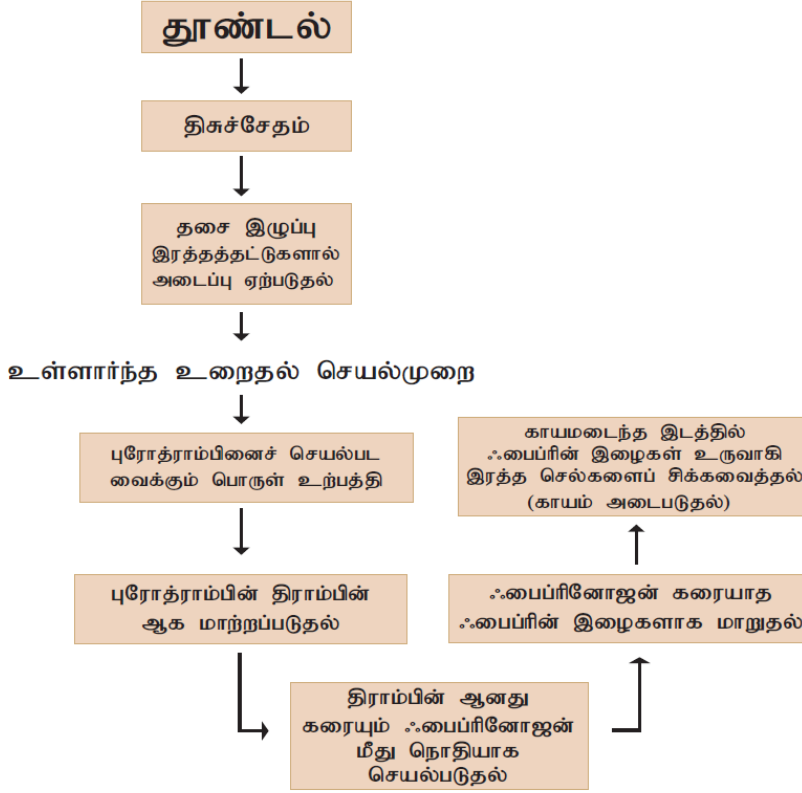 தூண்டல்
திசுச்சேதம்
தசை இழுப்பு
இரத்தத்தட்டுகளால்
அடைப்பு ஏற்படுதல்
உள்ளார்ந்த உறைதல் செயல்முறை
புரோத்ராம்பினைச் செயல்பட
வைக்கும் பொருள் உற்பத்தி
புரோத்ராம்பின் திராம்பின்
ஆக மாற்றப்படுதல்
திராம்பின் ஆனது
கரையும் ஃபைப்ரினோஜன்
மீது நொதியாக
செயல்படுதல்
ஃபைப்ரினோஜன் கரையாத
ஃபைப்ரின் இழைகளாக மாறுதல்
காயமடைந்த இடத்தில்
ஃபைப்ரின் இழைகள் உருவாகி
இரத்த செல்களைப் சிக்கவைத்தல்
(காயம் அடைபடுதல்)